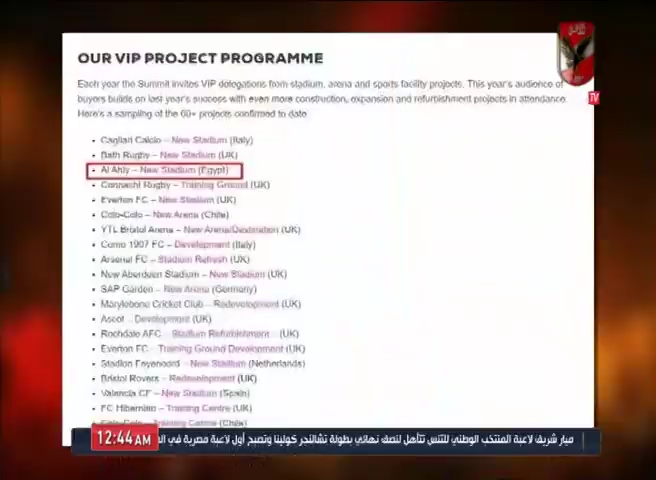 OUR VIP PROJECT PROGRAMME
Each year the Summit invites VIP delegations from stadium, arena and sports facility projects. This year's audience of
buyers builds on last year's success with even more construction, expansion and refurbishment projects in attendance.
Here's a sampling of the 60+ projects confirmed to date
• Cagliari Calcio – New Stadium (Italy)
• Bath Rugby – New Stadium (UK)
• Al Ahly – New Stadium (Egypt)
• Connacht Rugby – Training Ground (UK)
• Everton FC – New Stadium (UK)
• Colo-Colo – New Arena (Chile)
• YTL Bristol Arena – New Arena/Destination (UK)
• Como 1907 FC – Development (Italy)
• Arsenal FC – Stadium Refresh (UK)
• New Aberdeen Stadium – New Stadium (UK)
• SAP Garden – New Arena (Germany)
• Marylebone Cricket Club – Redevelopment (UK)
• Ascot – Development (UK)
• Rochdale AFC – Stadium Refurbishment – (UK)
• Everton FC – Training Ground Development (UK)
• Stadion Feyenoord – New Stadium (Netherlands)
• Bristol Rovers – Redevelopment (UK)
• Valencia CF – New Stadium (Spain)
• FC Hibernian – Training Centre (UK)
• Colo-Colo – Training Centre (Chile)
TV
12:44 AM
ميار شريف لاعبة المنتخب الوطني للتنس تتأهل لنصف نهائي بطولة تشالنجر كولينا وتصبح أول لاعبة مصرية في